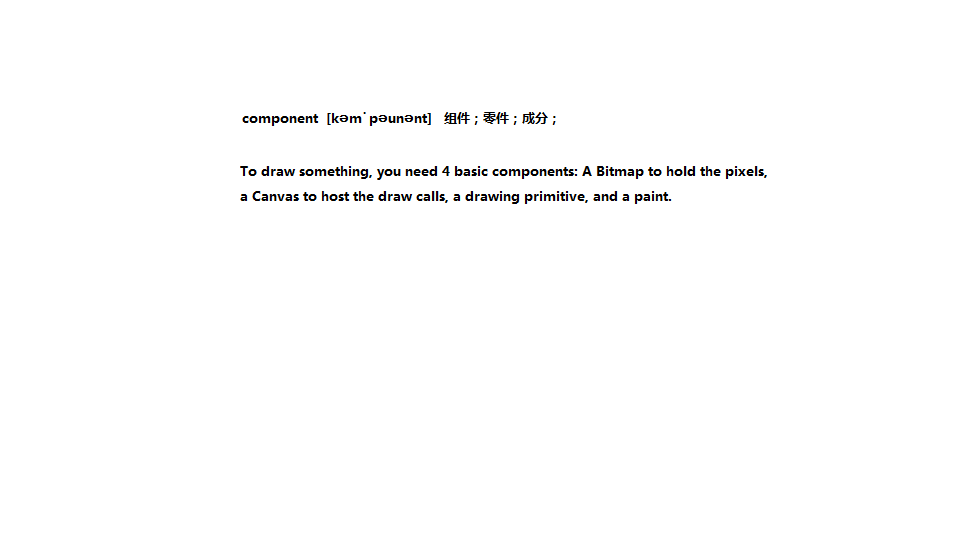 component [kəmˋpəunənt] 组件；零件；成分；
To draw something, you need 4 basic components: A Bitmap to hold the pixels,
a Canvas to host the draw calls, a drawing primitive, and a paint.